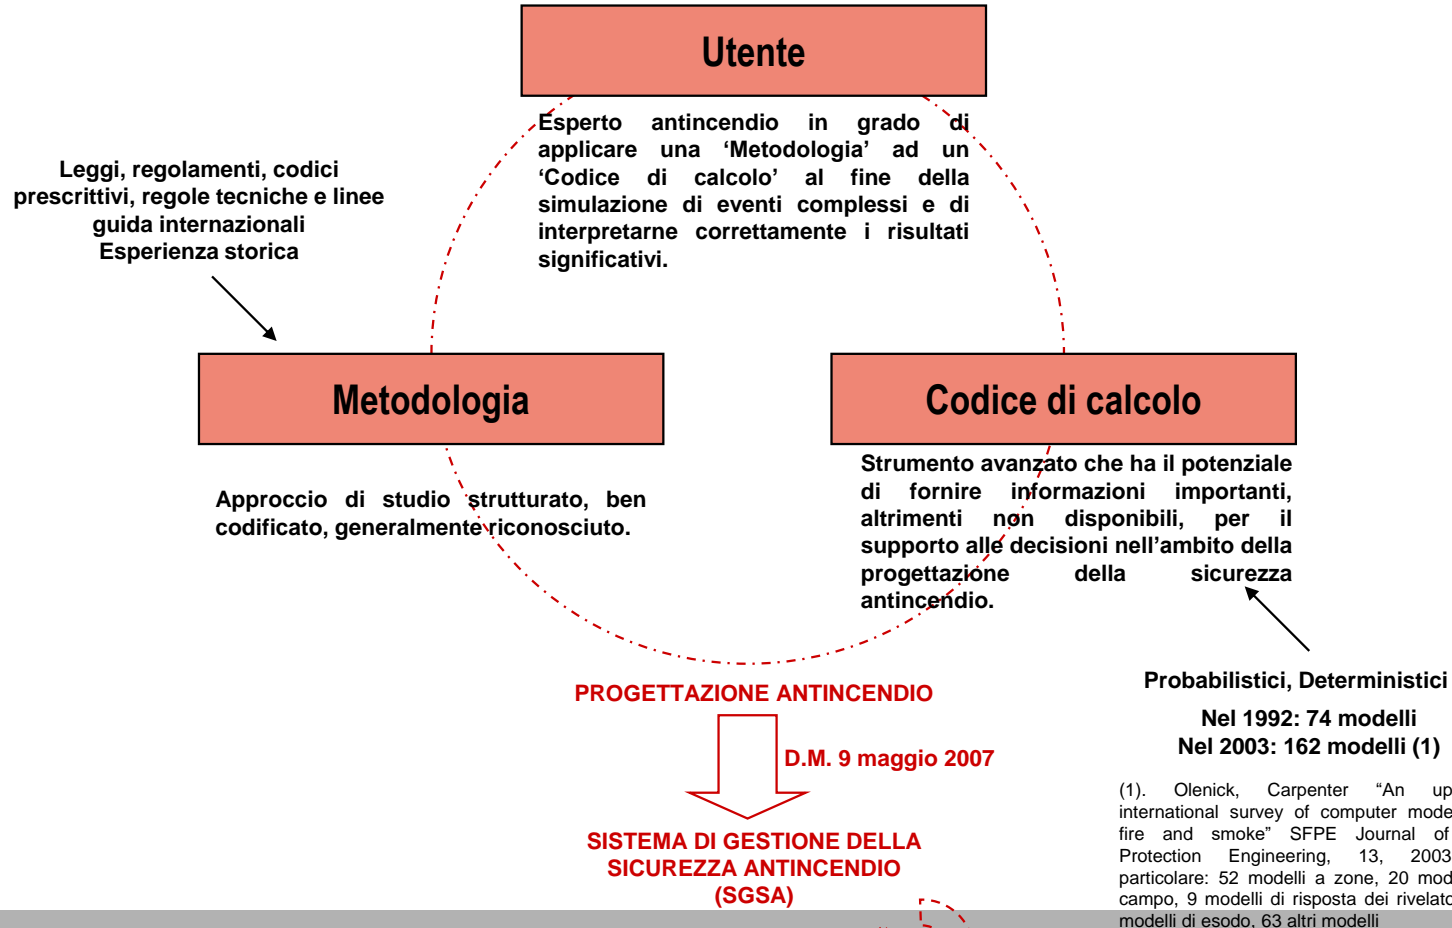 Utente
Esperto antincendio in grado di
applicare una ‘Metodologia’ ad un
‘Codice di calcolo’ al fine della
simulazione di eventi complessi e di
interpretarne correttamente i risultati
significativi.
Leggi, regolamenti, codici
prescrittivi, regole tecniche e linee
guida internazionali
Esperienza storica
Metodologia
Approccio di studio strutturato, ben
codificato, generalmente riconosciuto.
Codice di calcolo
Strumento avanzato che ha il potenziale
di fornire informazioni importanti,
altrimenti non disponibili, per il
supporto alle decisioni nell’ambito della
progettazione della sicurezza
antincendio.
Probabilistici, Deterministici
Nel 1992: 74 modelli
Nel 2003: 162 modelli (1)
(1). Olenick, Carpenter “An up
international survey of computer mode
fire and smoke” SFPE Journal of
Protection Engineering, 13, 2003
particolare: 52 modelli a zone, 20 mod
campo, 9 modelli di risposta dei rivelato
modelli di esodo, 63 altri modelli
PROGETTAZIONE ANTINCENDIO
D.M. 9 maggio 2007
SISTEMA DI GESTIONE DELLA
SICUREZZA ANTINCENDIO
(SGSA)